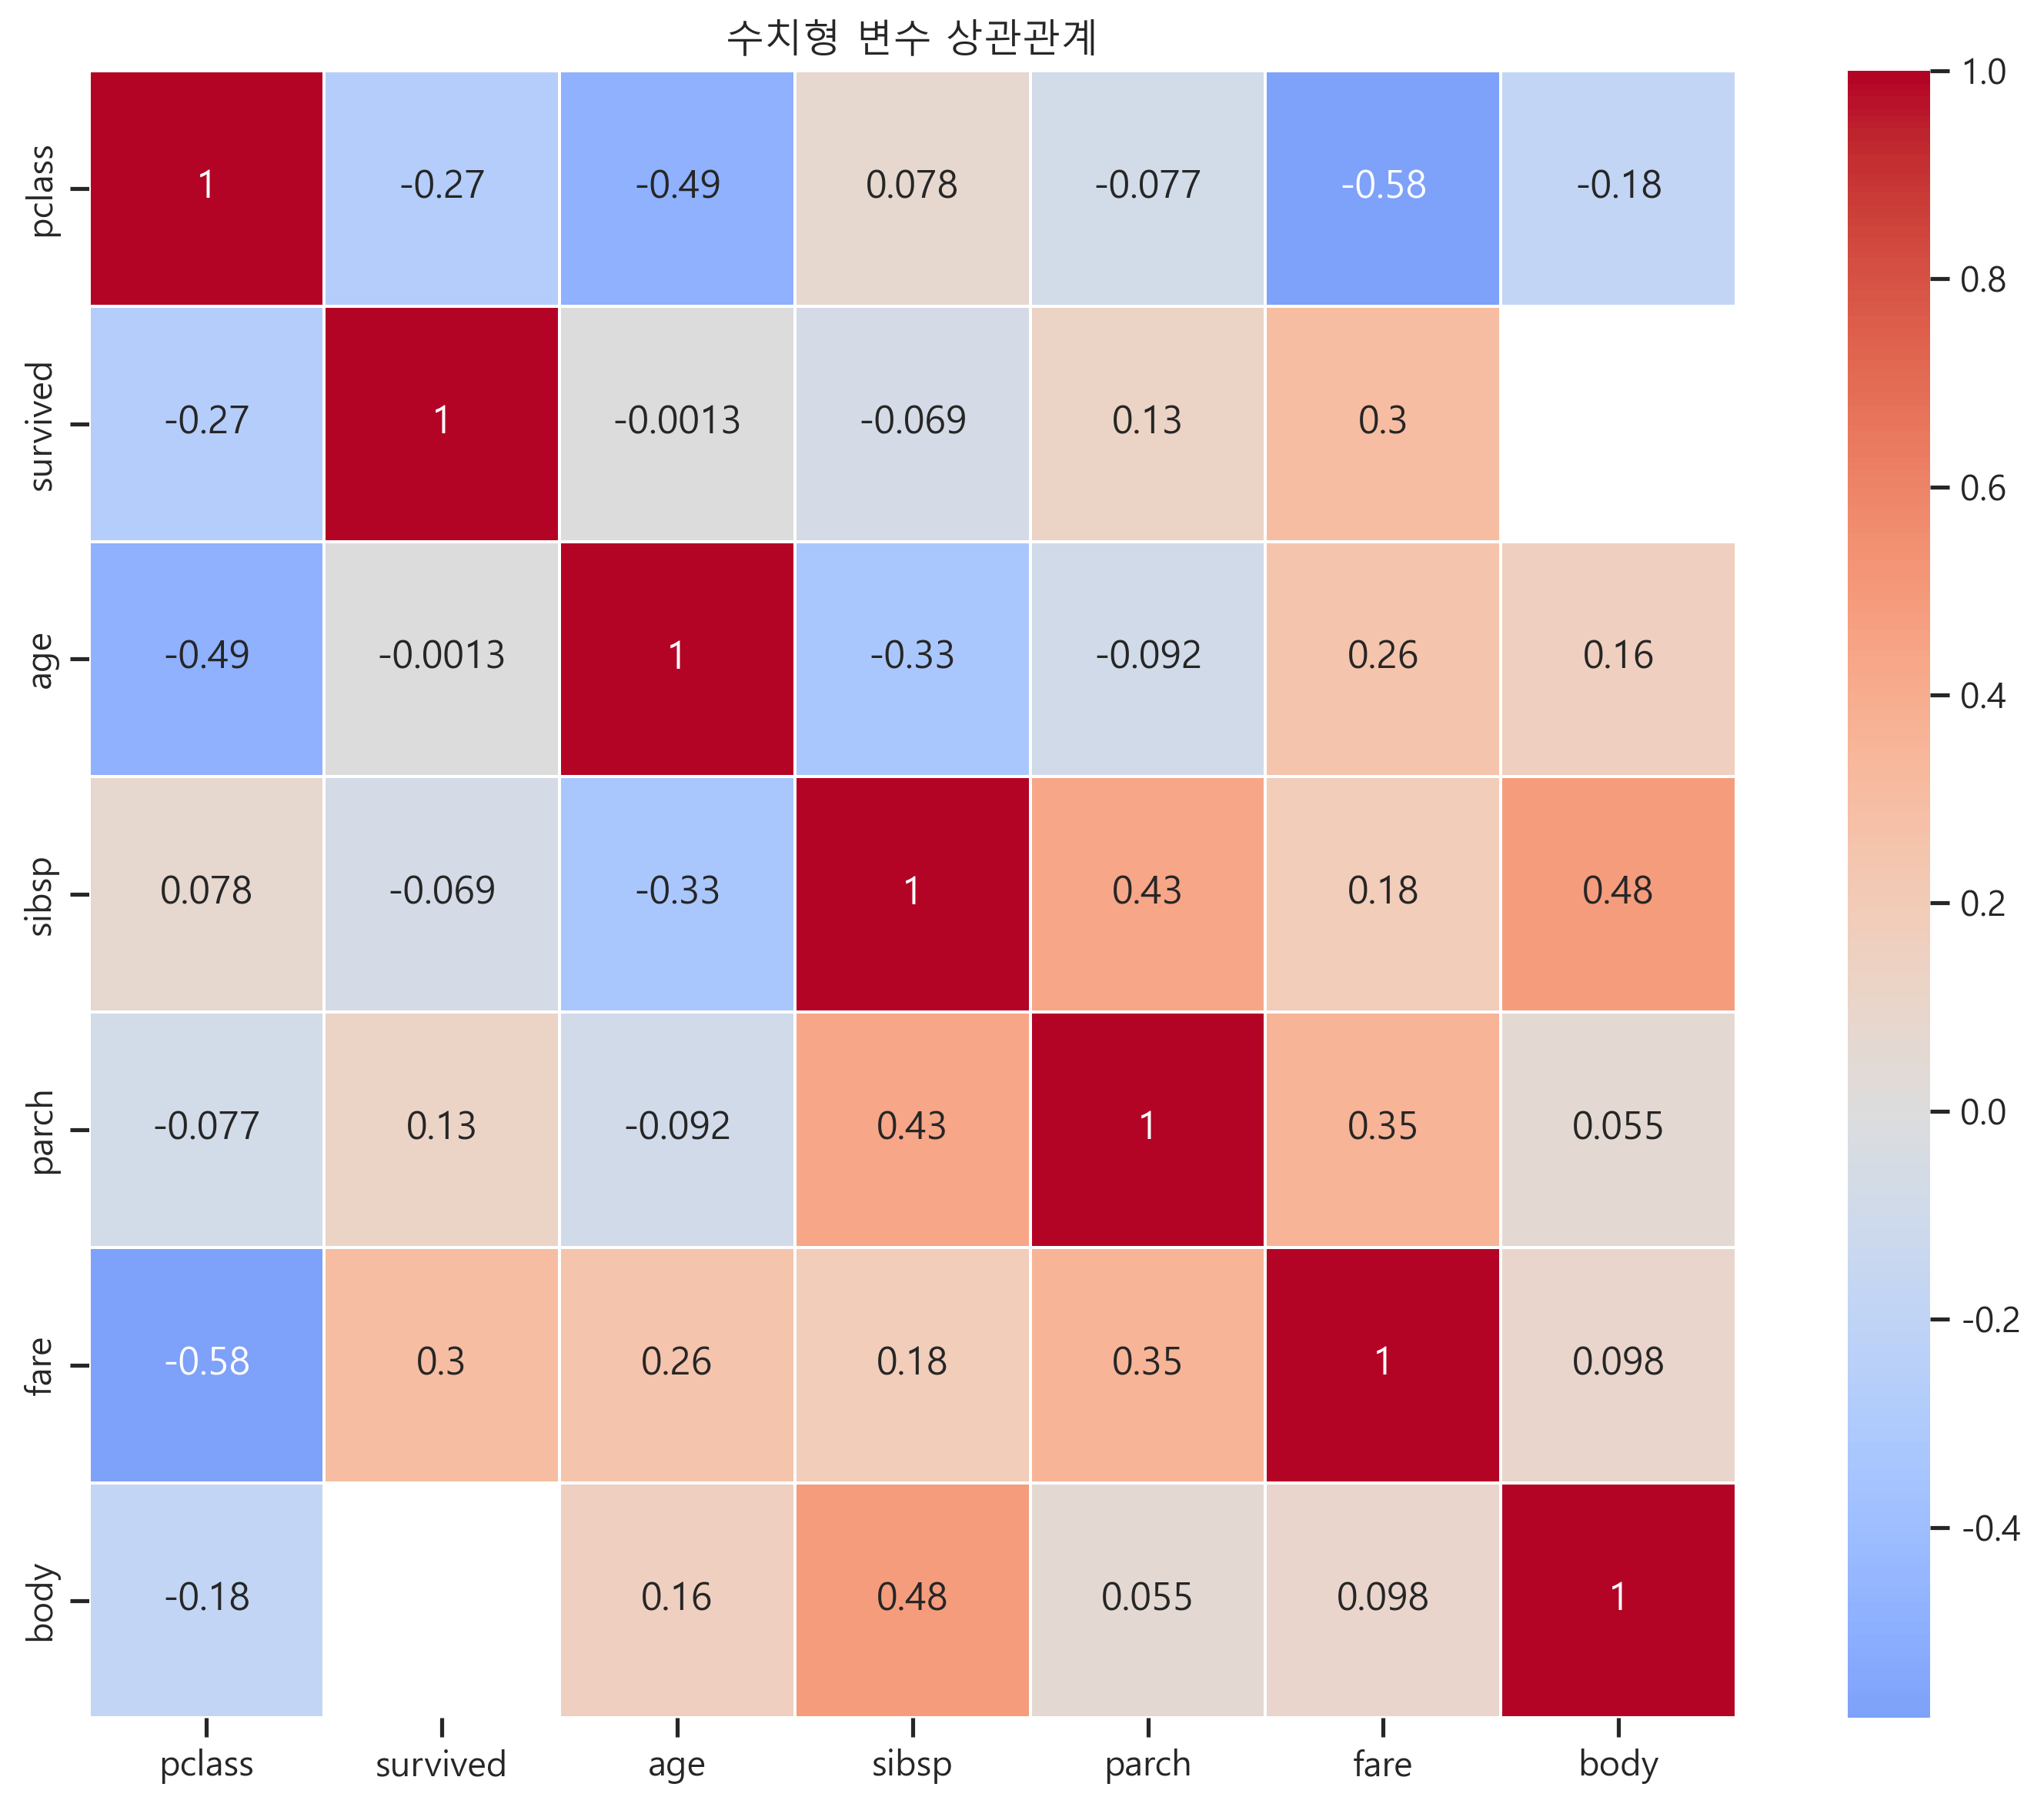 수치형 변수 상관관계
pclass 1 -0.27 -0.49 0.078 -0.077 -0.58 -0.18
survived -0.27 1 -0.0013 -0.069 0.13 0.3
age -0.49 -0.0013 1 -0.33 -0.092 0.26 0.16
sibsp 0.078 -0.069 -0.33 1 0.43 0.18 0.48
parch -0.077 0.13 -0.092 0.43 1 0.35 0.055
fare -0.58 0.3 0.26 0.18 0.35 1 0.098
body -0.18 0.16 0.48 0.055 0.098 1
pclass survived age sibsp parch fare body
1.0
0.8
0.6
0.4
0.2
0.0
-0.2
-0.4